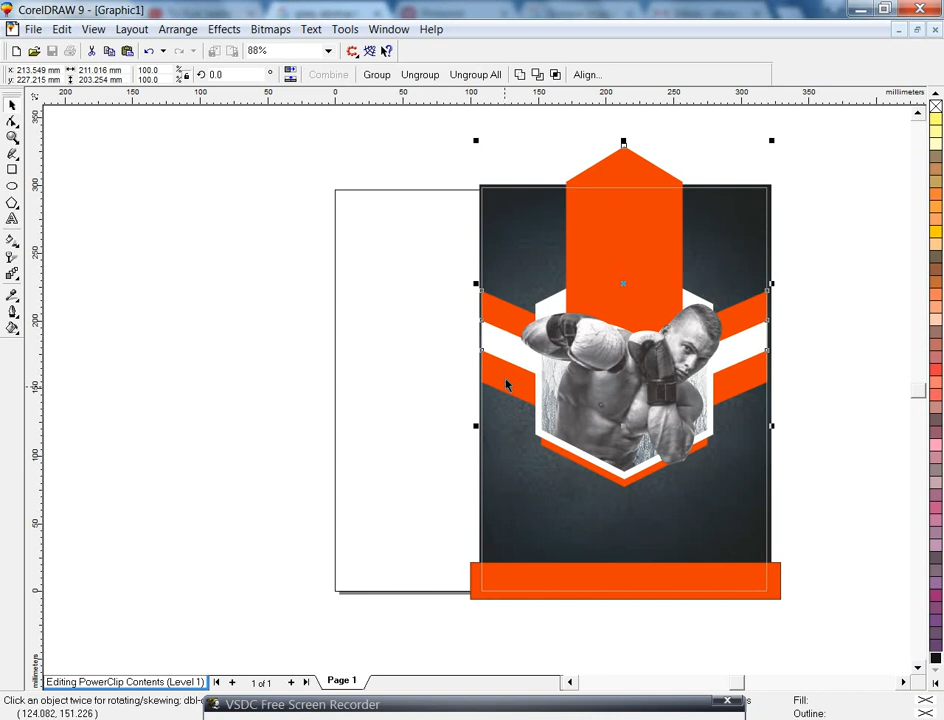 CorelDRAW 9 - [Graphic1]
File Edit View Layout Arrange Effects Bitmaps Text Tools Window Help
88%
x: 213.549 mm
y: 227.215 mm
211.016 mm
203.254 mm
100.0
100.0
%
%
0.0
°
Combine Group Ungroup Ungroup All Align...
200 150 100 50 0 50 100 150 200 250 300 350 millimeters
350
300
250
200
150
100
50
0
millimeters
Editing PowerClip Contents (Level 1)
1 of 1
Page 1
Click an object twice for rotating/skewing; dbl-
VSDC Free Screen Recorder
Fill:
( 124.082, 151.226 )
Outline: